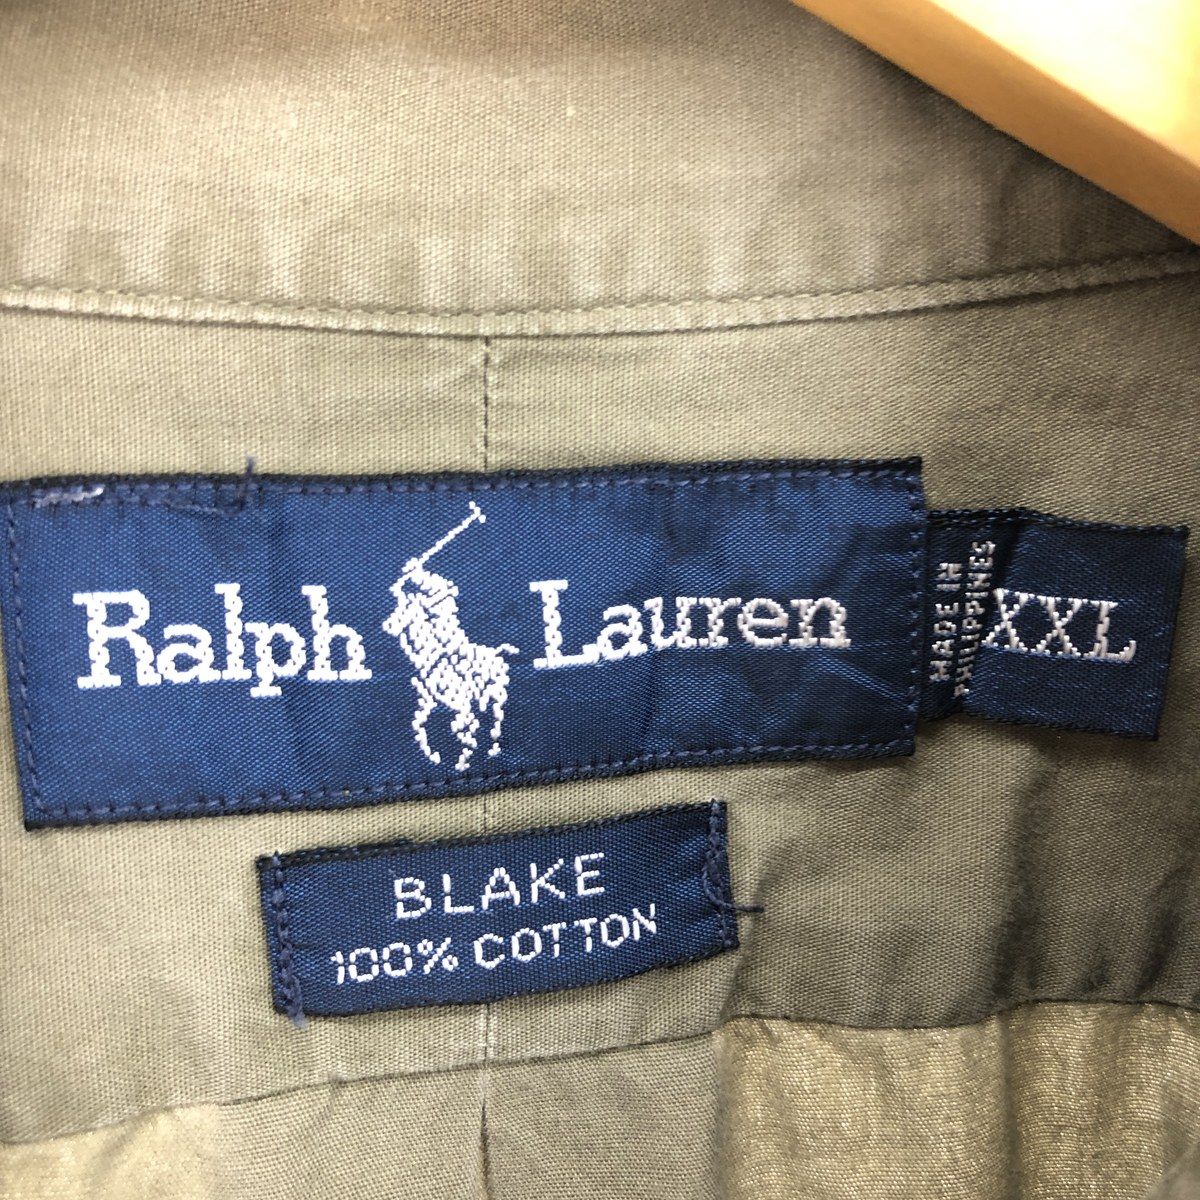 Ralph Lauren
MADE IN
PHILIPPINES
XXL
BLAKE
100% COTTON